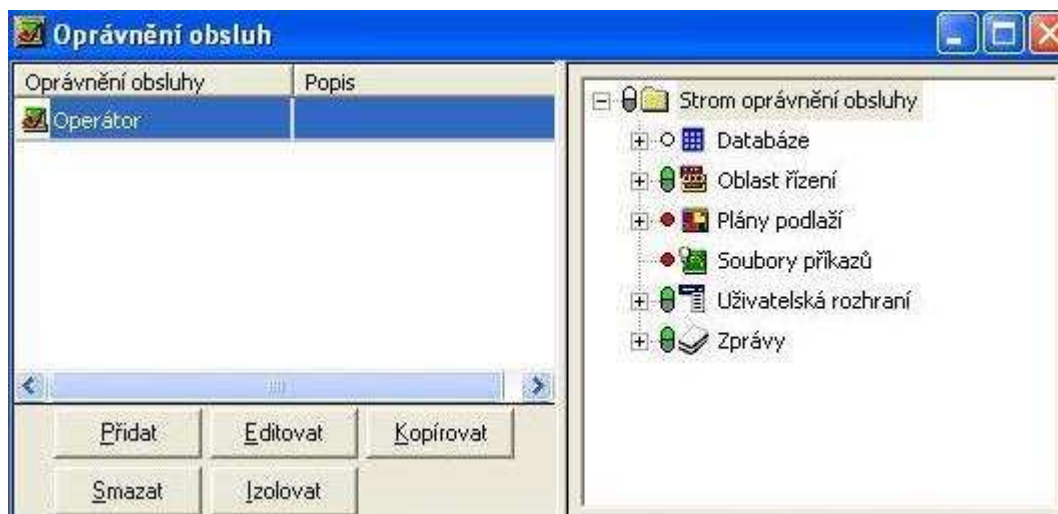 Oprávnění obsluh
Oprávnění obsluhy Popis
Operátor
Přidat Editovat Kopírovat
Smazat Izolovat
Strom oprávnění obsluhy
Databáze
Oblast řízení
Plány podlaží
Soubory příkazů
Uživatelská rozhraní
Zprávy